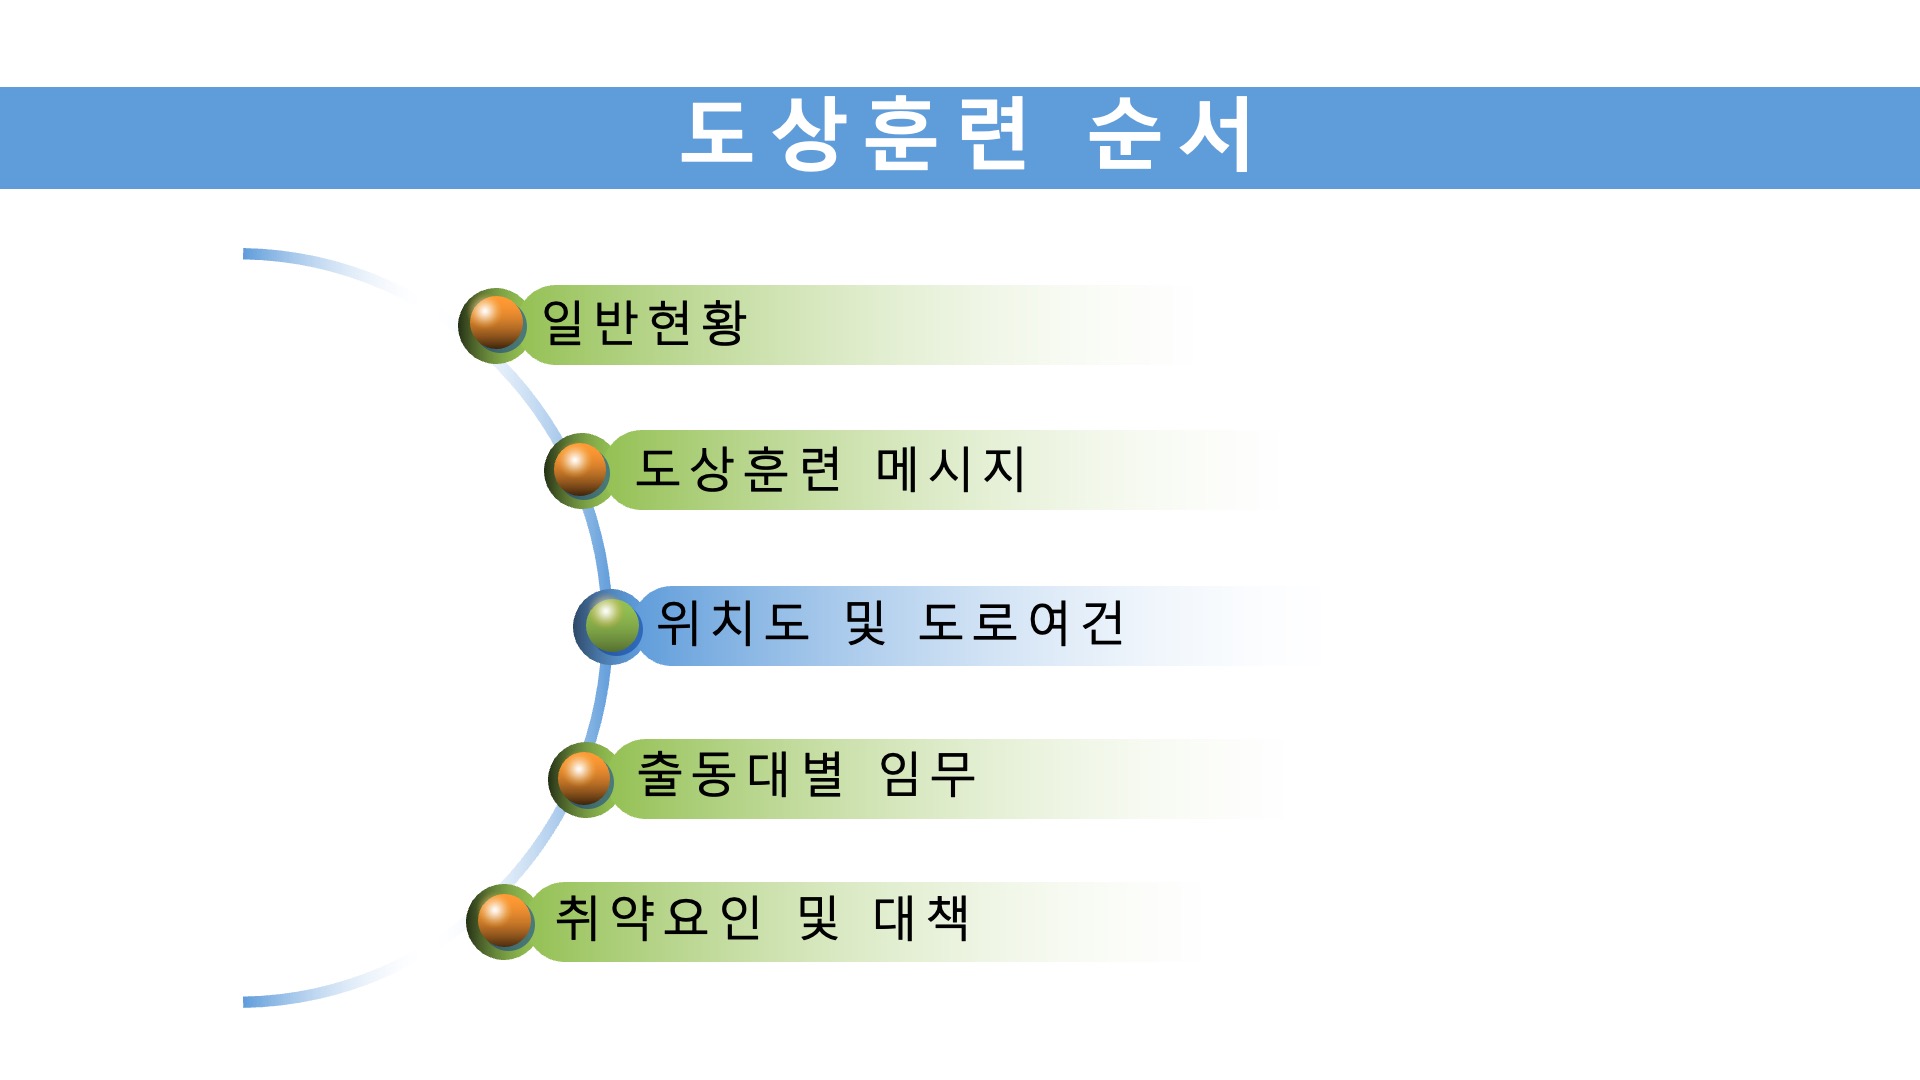 도상훈련 순서
일반현황
도상훈련 메시지
위치도 및 도로여건
출동대별 임무
취약요인 및 대책